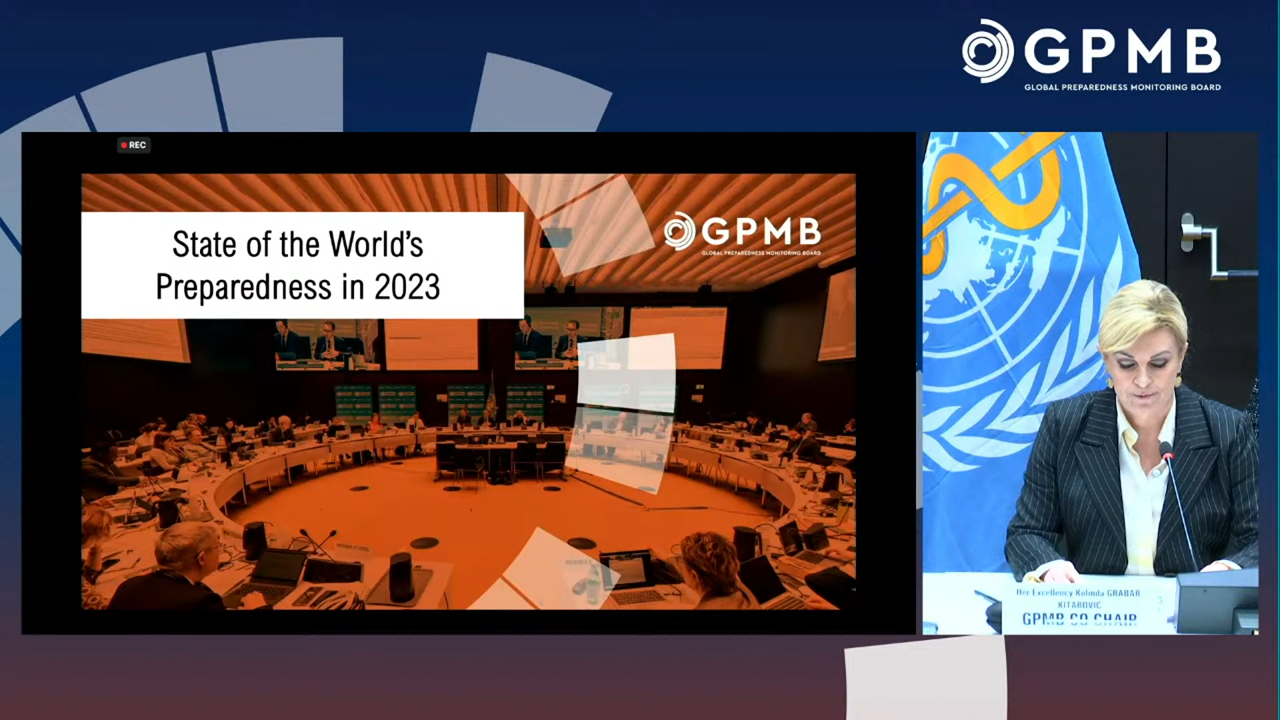 GPMB
GLOBAL PREPAREDNESS MONITORING BOARD
REC
State of the World's
Preparedness in 2023
GPMB
GLOBAL PREPAREDNESS MONITORING BOARD
Her Excellency Kolinda GRABAR
KITAROVIC
GPMB CO CHAIR